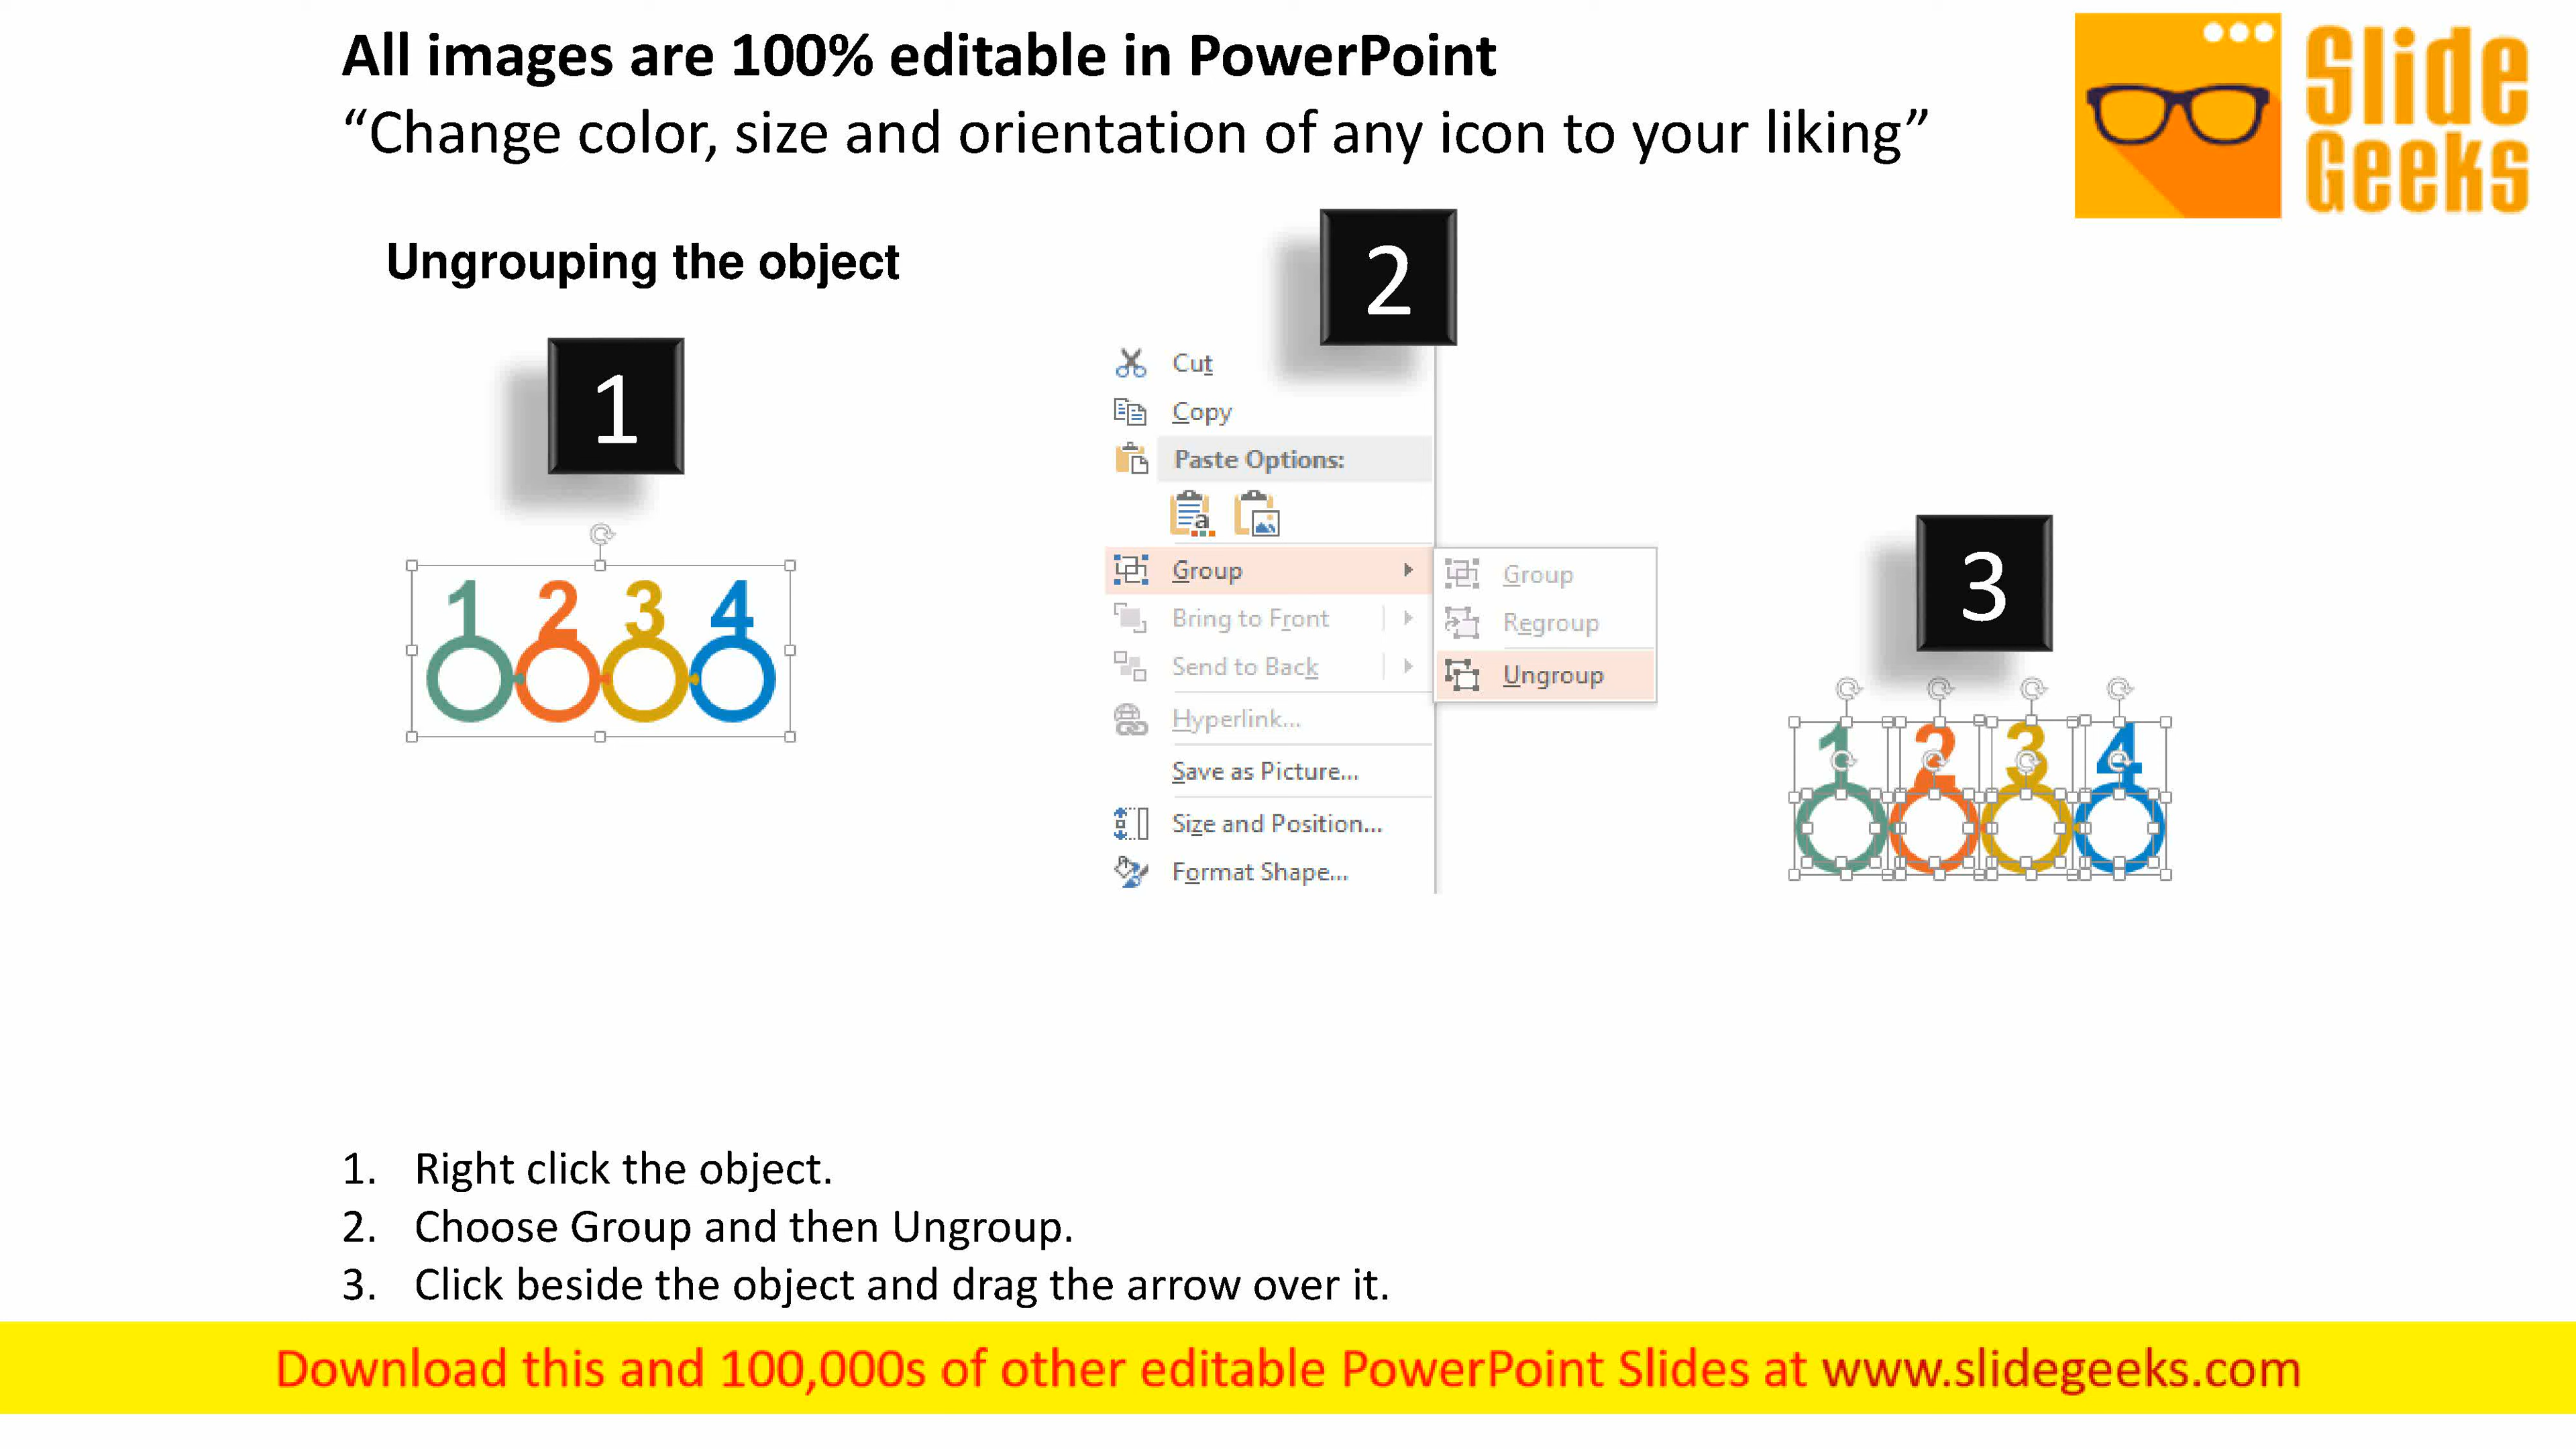 All images are 100% editable in PowerPoint
“Change color, size and orientation of any icon to your liking”
Slide
Geeks
Ungrouping the object
1
2
3
1 2 3 4
Cut
Copy
Paste Options:
a
Group
Bring to Front
Send to Back
Hyperlink...
Save as Picture...
Size and Position...
Format Shape...
Group
Regroup
Ungroup
1 2 3 4
1. Right click the object.
2. Choose Group and then Ungroup.
3. Click beside the object and drag the arrow over it.
Download this and 100,000s of other editable PowerPoint Slides at www.slidegeeks.com